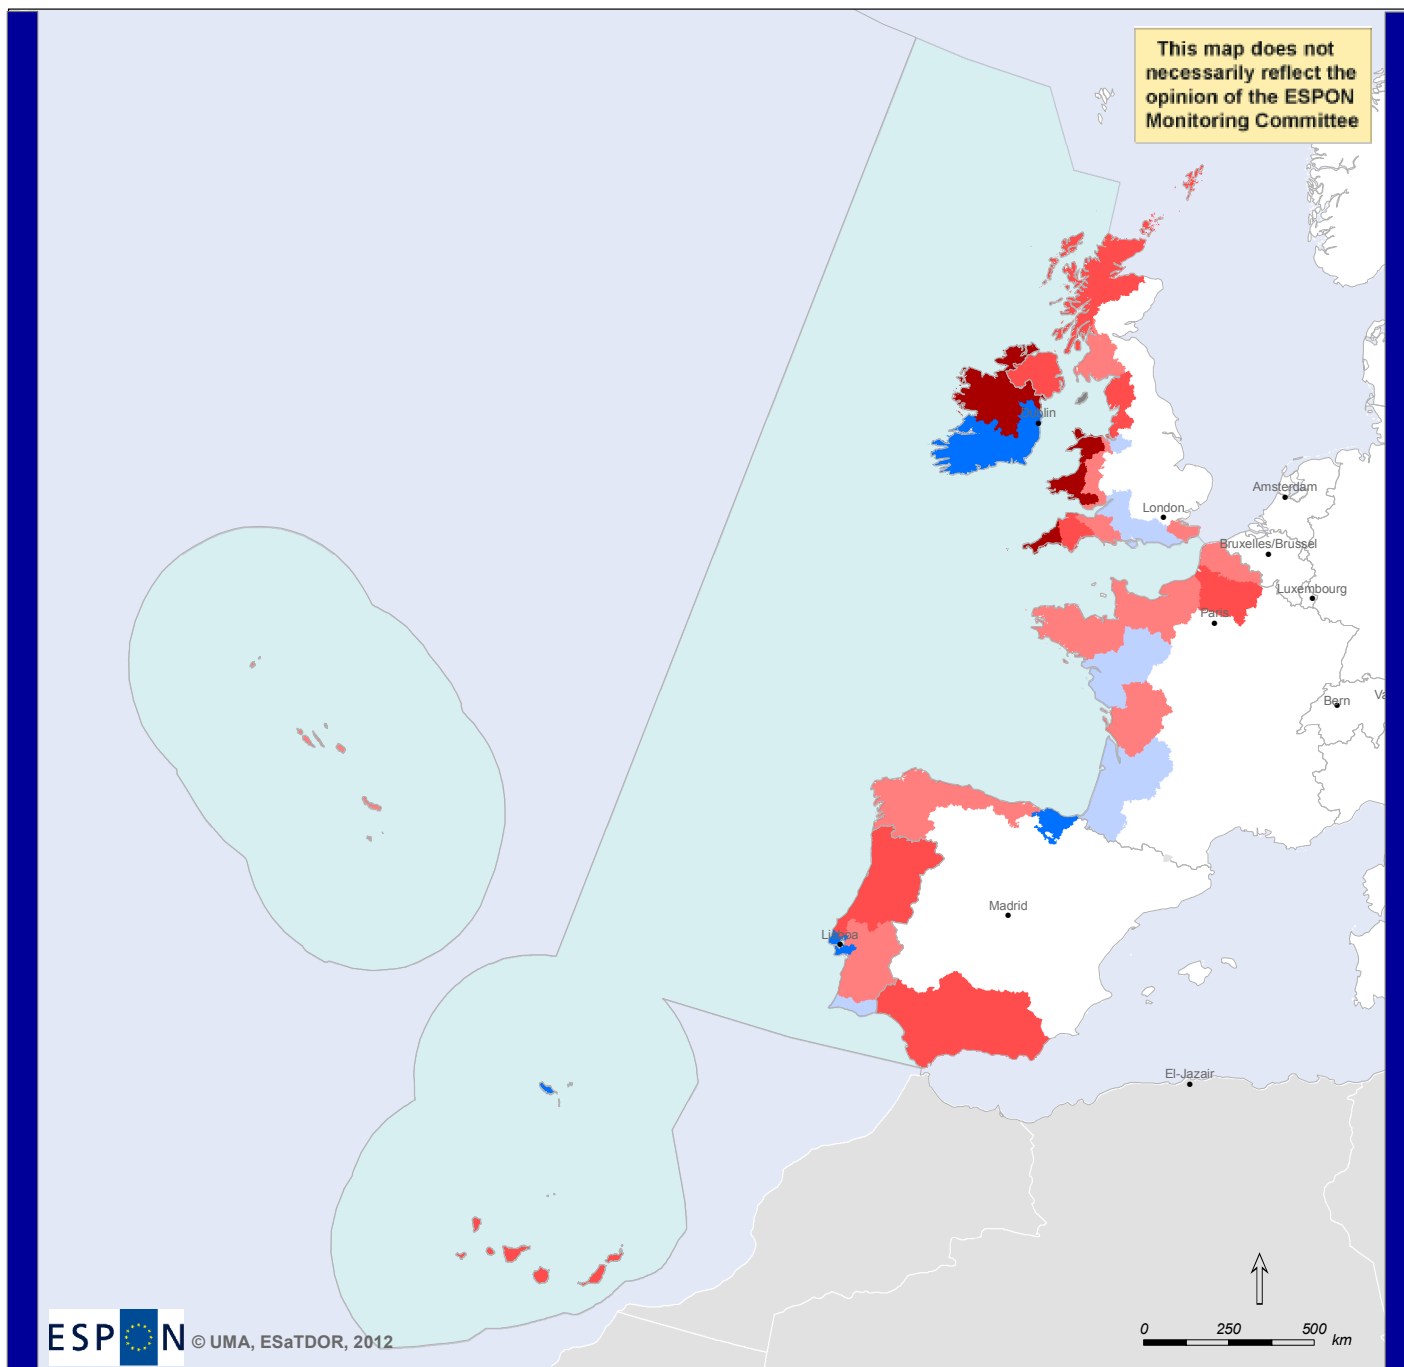 This map does not
necessarily reflect the
opinion of the ESPON
Monitoring Committee
Dublin
Amsterdam
London
Bruxelles/Brussel
Luxembourg
Paris
Bern
Va
Madrid
Lisboa
El-Jazair
ESPON © UMA, ESaTDOR, 2012
0 250 500
km